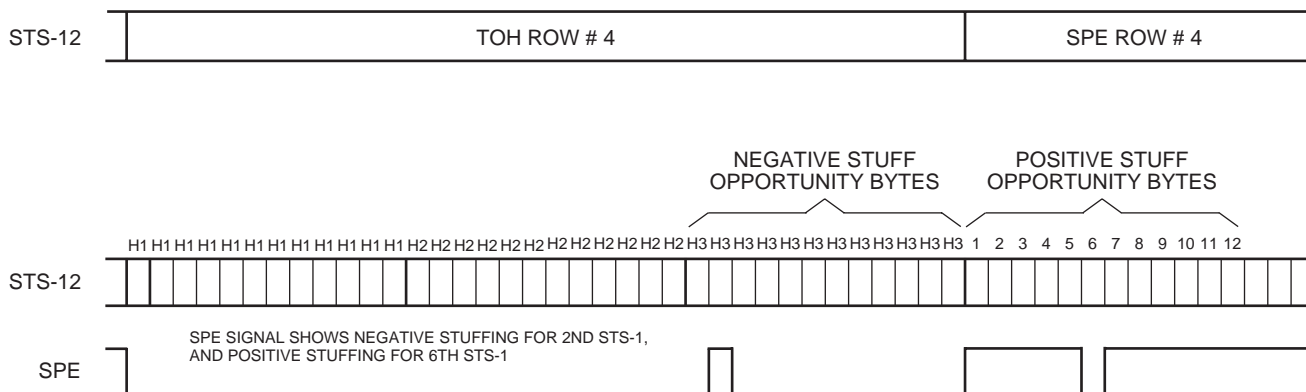 STS-12 TOH ROW # 4 SPE ROW # 4
NEGATIVE STUFF
OPPORTUNITY BYTES
POSITIVE STUFF
OPPORTUNITY BYTES
H1 H1 H1 H1 H1 H1 H1 H1 H1 H1 H1 H1 H2 H2 H2 H2 H2 H2 H2 H2 H2 H2 H2 H2 H3 H3 H3 H3 H3 H3 H3 H3 H3 H3 H3 H3 1 2 3 4 5 6 7 8 9 10 11 12
STS-12
SPE SIGNAL SHOWS NEGATIVE STUFFING FOR 2ND STS-1,
AND POSITIVE STUFFING FOR 6TH STS-1
SPE